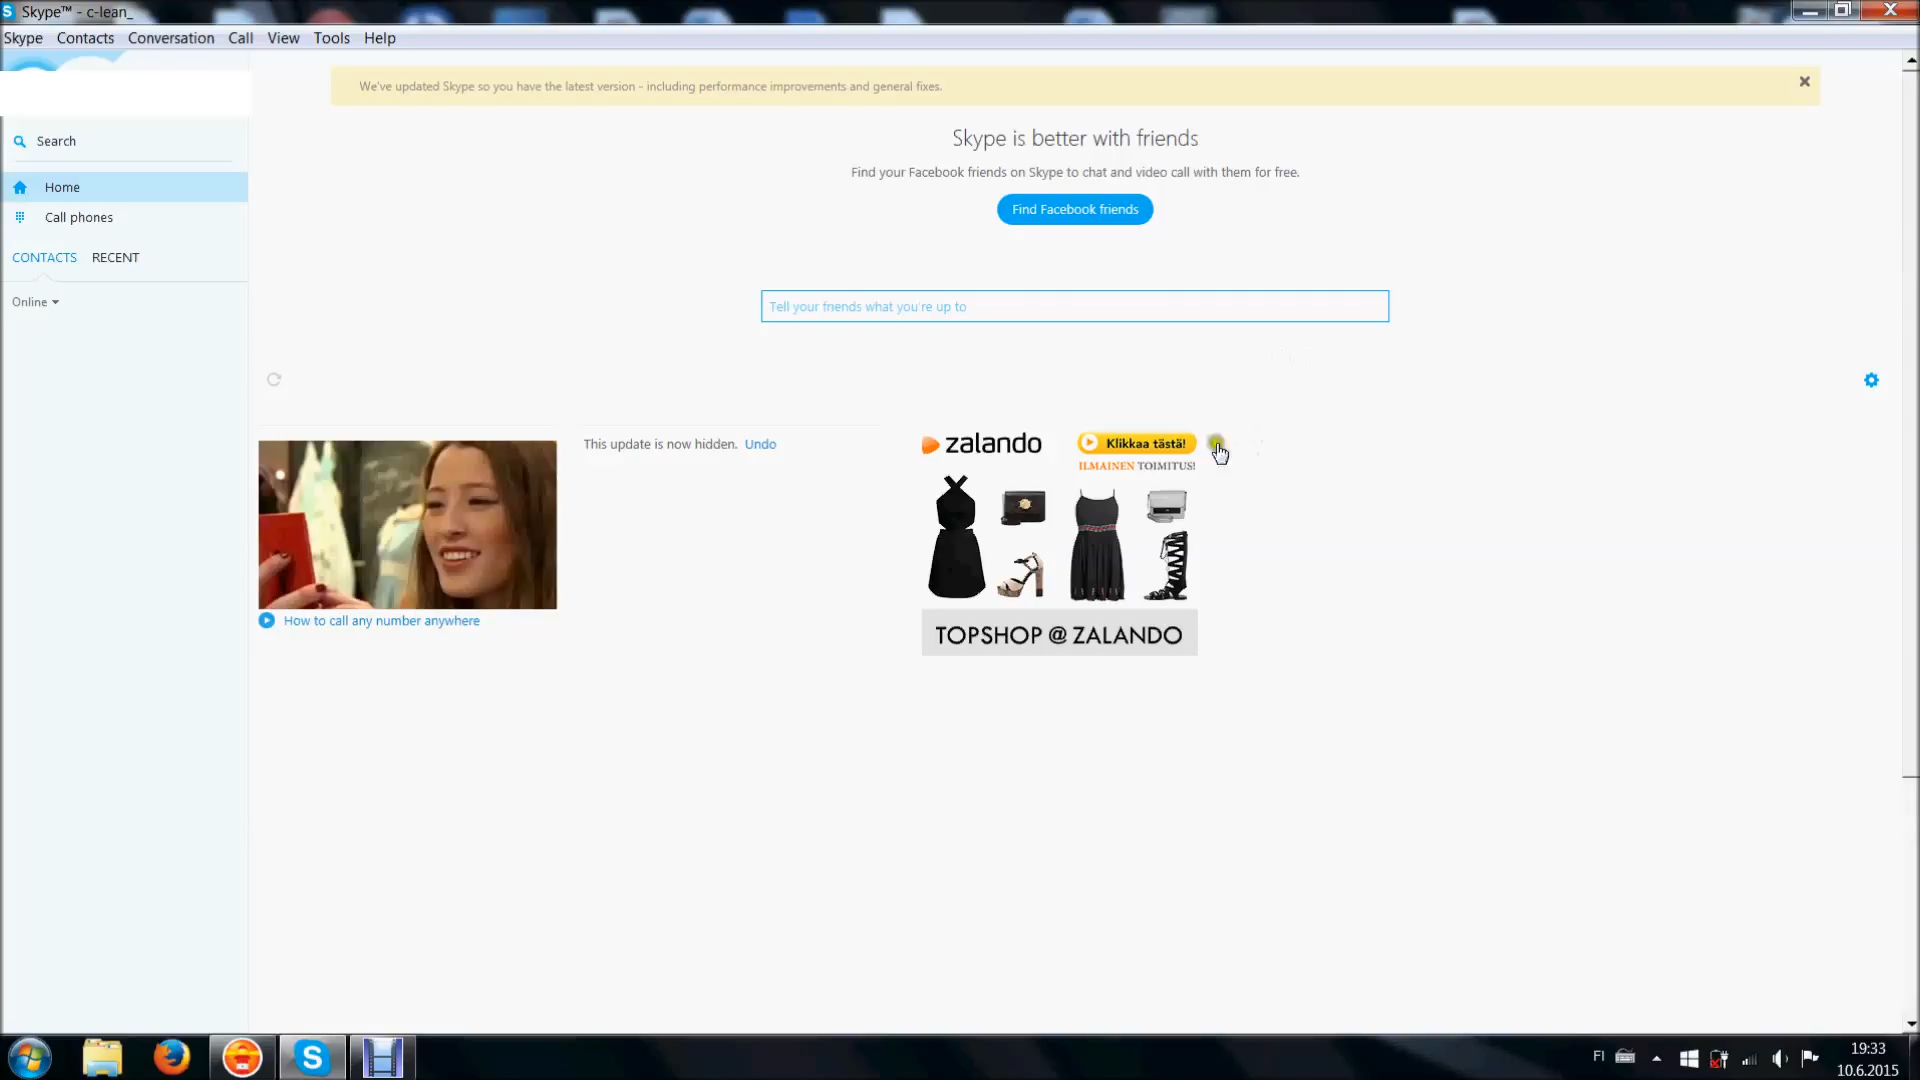 Skype™ - c-lean_
Skype Contacts Conversation Call View Tools Help
We've updated Skype so you have the latest version - including performance improvements and general fixes.
Skype is better with friends
Find your Facebook friends on Skype to chat and video call with them for free.
Find Facebook friends
Search
Home
Call phones
CONTACTS RECENT
Online
Tell your friends what you're up to
This update is now hidden. Undo
How to call any number anywhere
zalando
Klikkaa tästä!
ILMAINEN TOIMITUS!
TOPSHOP @ ZALANDO
FI
19:33
10.6.2015